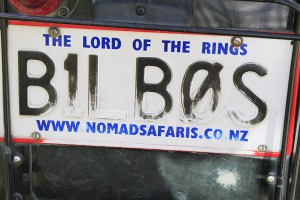 THE LORD OF THE RINGS
B1LBØS
WWW.NOMADSAFARIS.CO.NZ